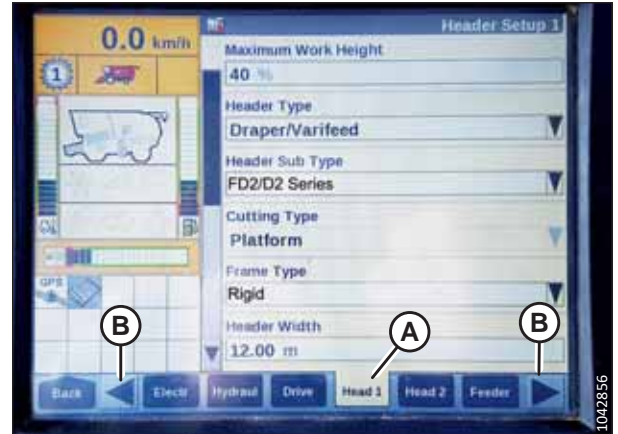 0.0 km/h
Header Setup 1
1
Maximum Work Height
40 %
Header Type
Draper/Varifeed
Header Sub Type
FD2/D2 Series
Cutting Type
Platform
Frame Type
Rigid
GPS
Header Width
12.00 m
B
A
B
Back
Electr
Hydraul
Drive
Head 1
Head 2
Feeder
1042856